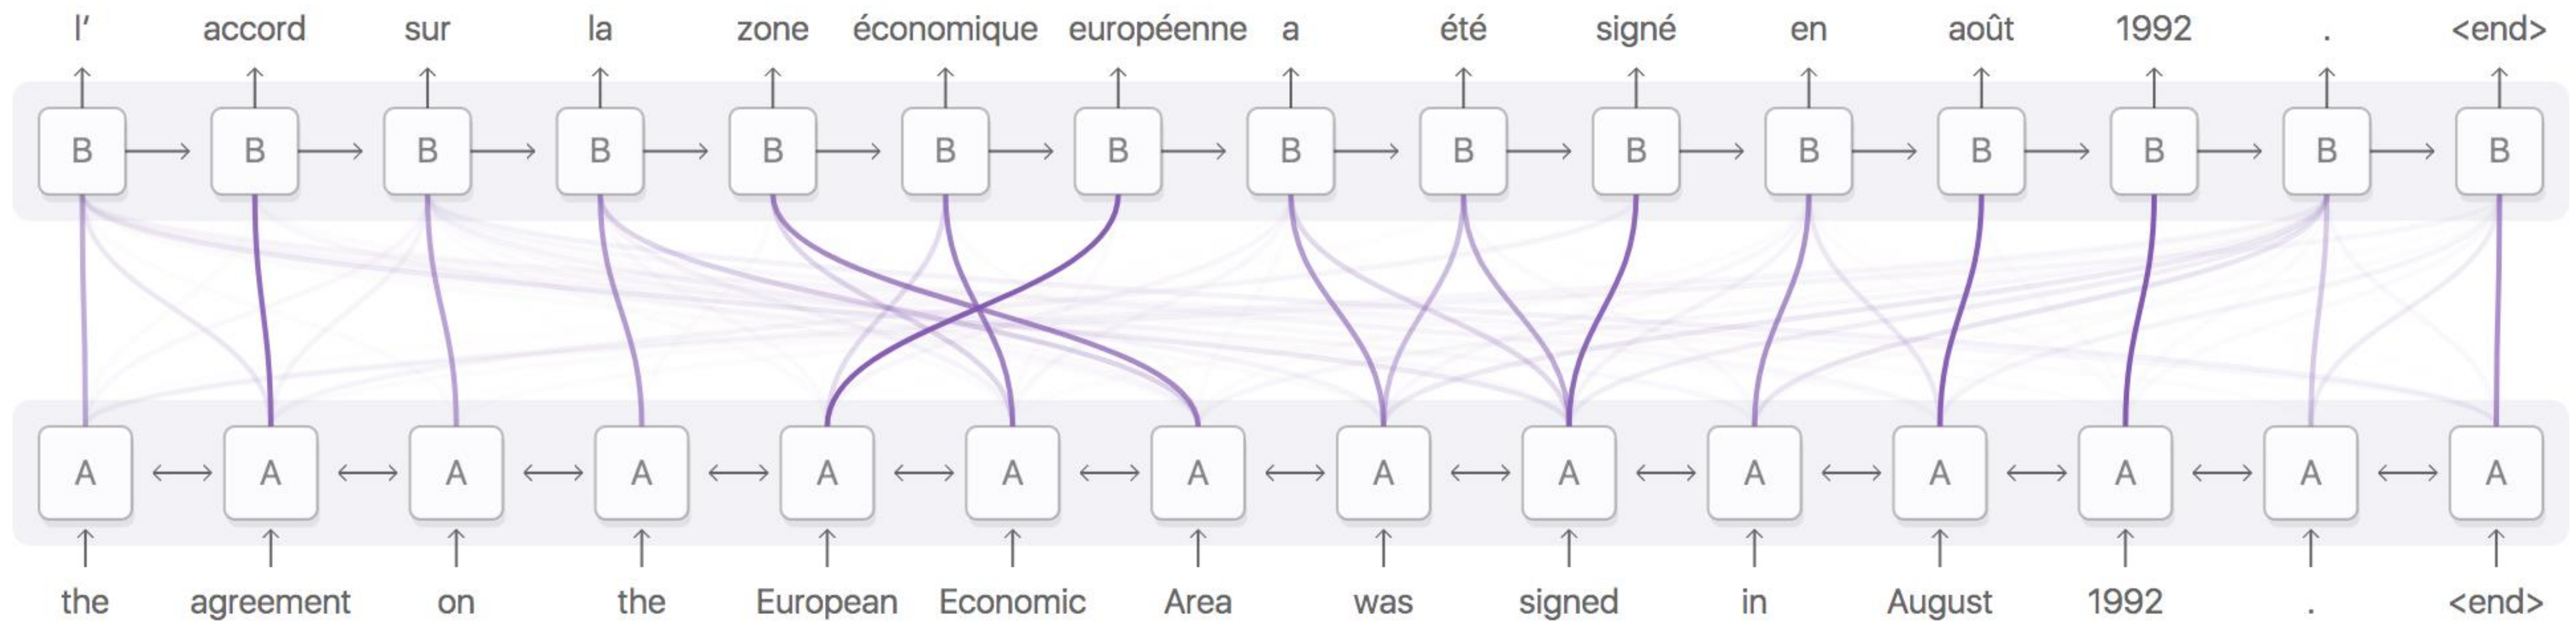 l’ accord sur la zone économique européenne a été signé en août 1992 . <end>
B B B B B B B B B B B B B B B
A A A A A A A A A A A A A A
the agreement on the European Economic Area was signed in August 1992 . <end>